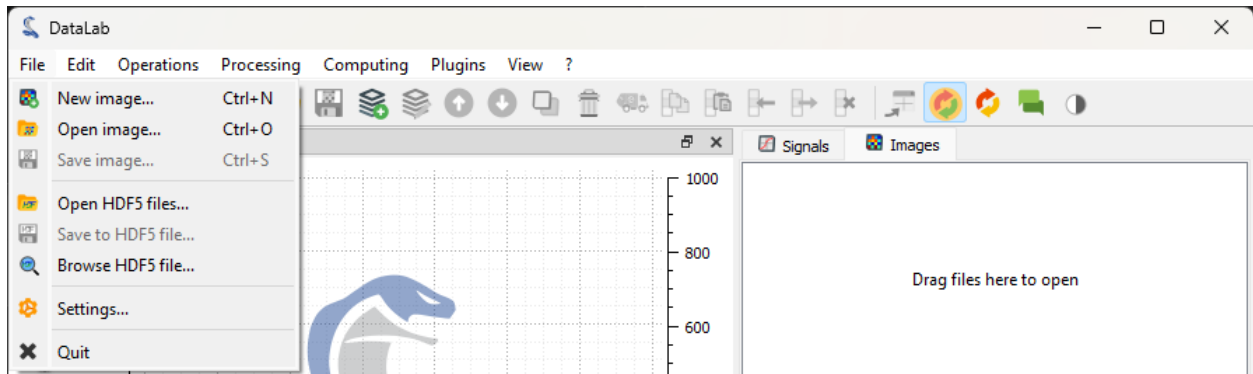 DataLab
File Edit Operations Processing Computing Plugins View ?
New image... Ctrl+N
Open image... Ctrl+O
Save image... Ctrl+S
Open HDF5 files...
Save to HDF5 file...
Browse HDF5 file...
Settings...
Quit
1000
800
600
Signals Images
Drag files here to open